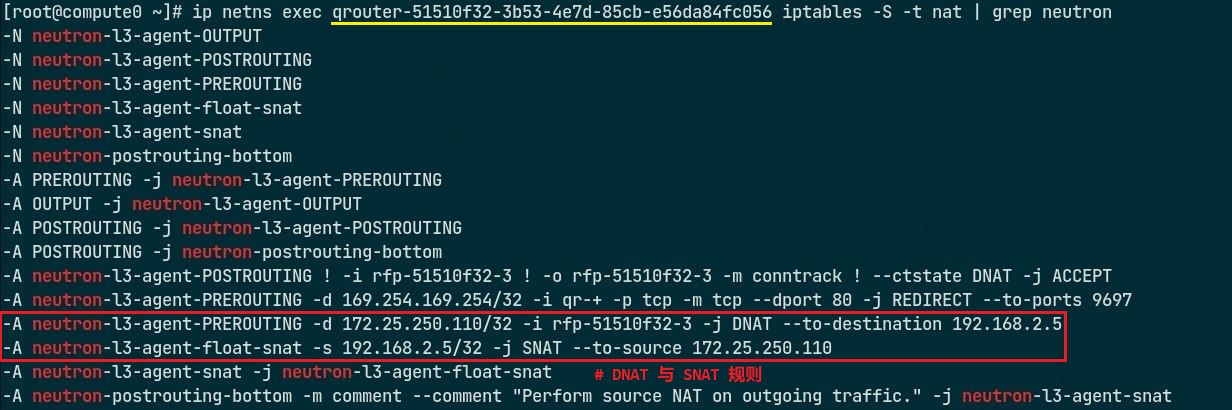 [root@compute0 ~]# ip netns exec qrouter-51510f32-3b53-4e7d-85cb-e56da84fc056 iptables -S -t nat | grep neutron
-N neutron-l3-agent-OUTPUT
-N neutron-l3-agent-POSTROUTING
-N neutron-l3-agent-PREROUTING
-N neutron-l3-agent-float-snat
-N neutron-l3-agent-snat
-N neutron-postrouting-bottom
-A PREROUTING -j neutron-l3-agent-PREROUTING
-A OUTPUT -j neutron-l3-agent-OUTPUT
-A POSTROUTING -j neutron-l3-agent-POSTROUTING
-A POSTROUTING -j neutron-postrouting-bottom
-A neutron-l3-agent-POSTROUTING ! -i rfp-51510f32-3 ! -o rfp-51510f32-3 -m conntrack ! --ctstate DNAT -j ACCEPT
-A neutron-l3-agent-PREROUTING -d 169.254.169.254/32 -i qr-+ -p tcp -m tcp --dport 80 -j REDIRECT --to-ports 9697
-A neutron-l3-agent-PREROUTING -d 172.25.250.110/32 -i rfp-51510f32-3 -j DNAT --to-destination 192.168.2.5
-A neutron-l3-agent-float-snat -s 192.168.2.5/32 -j SNAT --to-source 172.25.250.110
-A neutron-l3-agent-snat -j neutron-l3-agent-float-snat # DNAT 与 SNAT 规则
-A neutron-postrouting-bottom -m comment --comment "Perform source NAT on outgoing traffic." -j neutron-l3-agent-snat